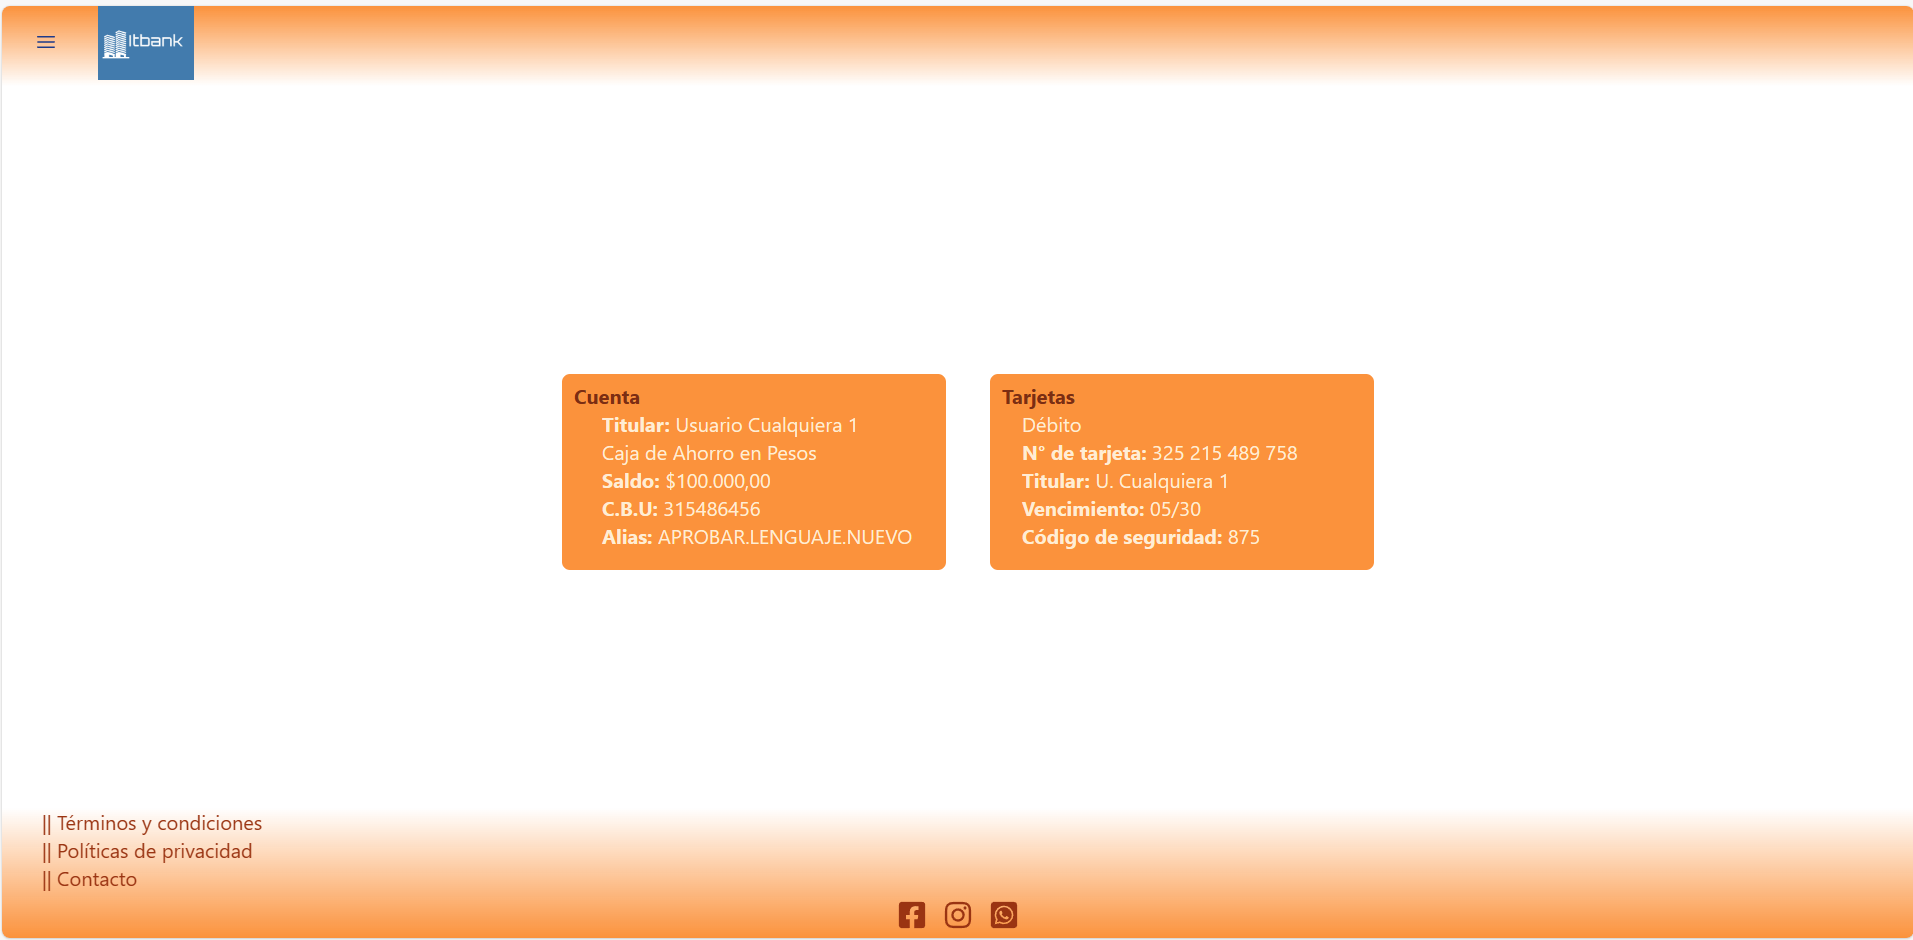 Itbank
Cuenta
Titular: Usuario Cualquiera 1
Caja de Ahorro en Pesos
Saldo: $100.000,00
C.B.U: 315486456
Alias: APROBAR.LENGUAJE.NUEVO
Tarjetas
Débito
N° de tarjeta: 325 215 489 758
Titular: U. Cualquiera 1
Vencimiento: 05/30
Código de seguridad: 875
|| Términos y condiciones
|| Políticas de privacidad
|| Contacto